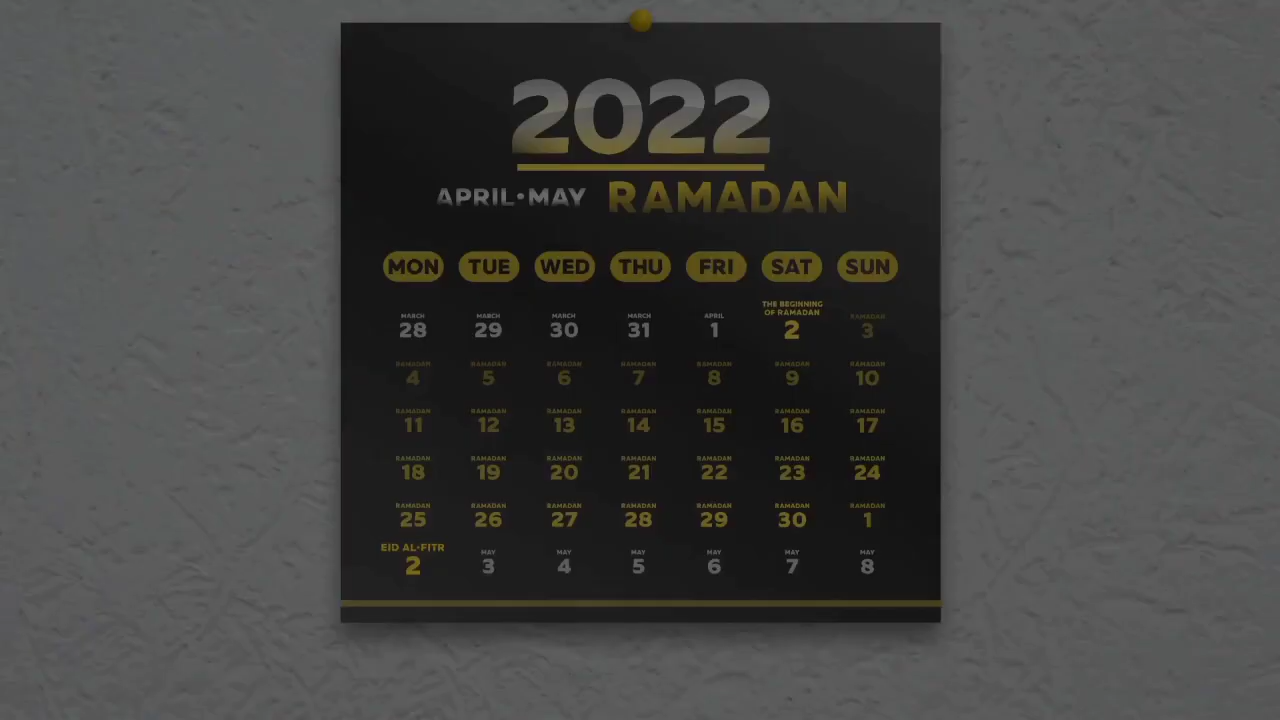 2022
APRIL•MAY RAMADAN
MON TUE WED THU FRI SAT SUN
MARCH MARCH MARCH MARCH APRIL THE BEGINNING OF RAMADAN RAMADAN
28 29 30 31 1 2 3
RAMADAN RAMADAN RAMADAN RAMADAN RAMADAN RAMADAN RAMADAN
4 5 6 7 8 9 10
RAMADAN RAMADAN RAMADAN RAMADAN RAMADAN RAMADAN RAMADAN
11 12 13 14 15 16 17
RAMADAN RAMADAN RAMADAN RAMADAN RAMADAN RAMADAN RAMADAN
18 19 20 21 22 23 24
RAMADAN RAMADAN RAMADAN RAMADAN RAMADAN RAMADAN RAMADAN
25 26 27 28 29 30 1
EID AL-FITR MAY MAY MAY MAY MAY MAY
2 3 4 5 6 7 8